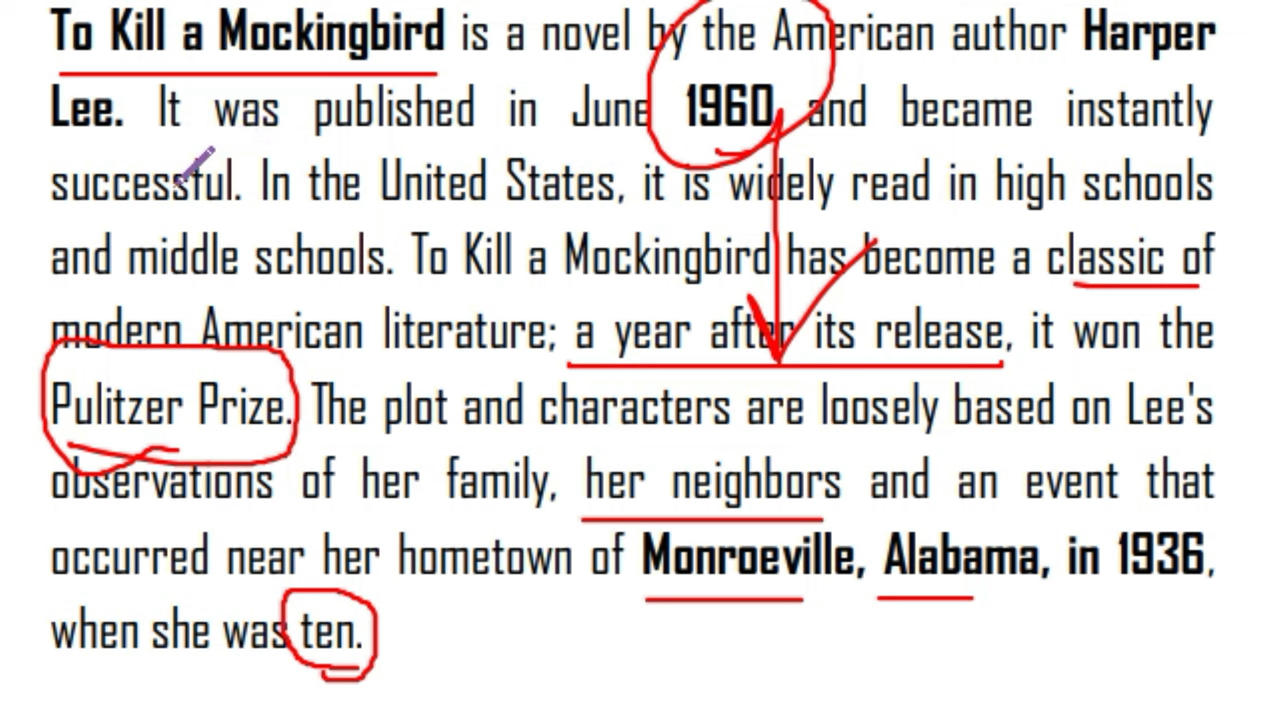 To Kill a Mockingbird is a novel by the American author Harper
Lee. It was published in June 1960 and became instantly
successful. In the United States, it is widely read in high schools
and middle schools. To Kill a Mockingbird has become a classic of
modern American literature; a year after its release, it won the
Pulitzer Prize. The plot and characters are loosely based on Lee's
observations of her family, her neighbors and an event that
occurred near her hometown of Monroeville, Alabama, in 1936,
when she was ten.